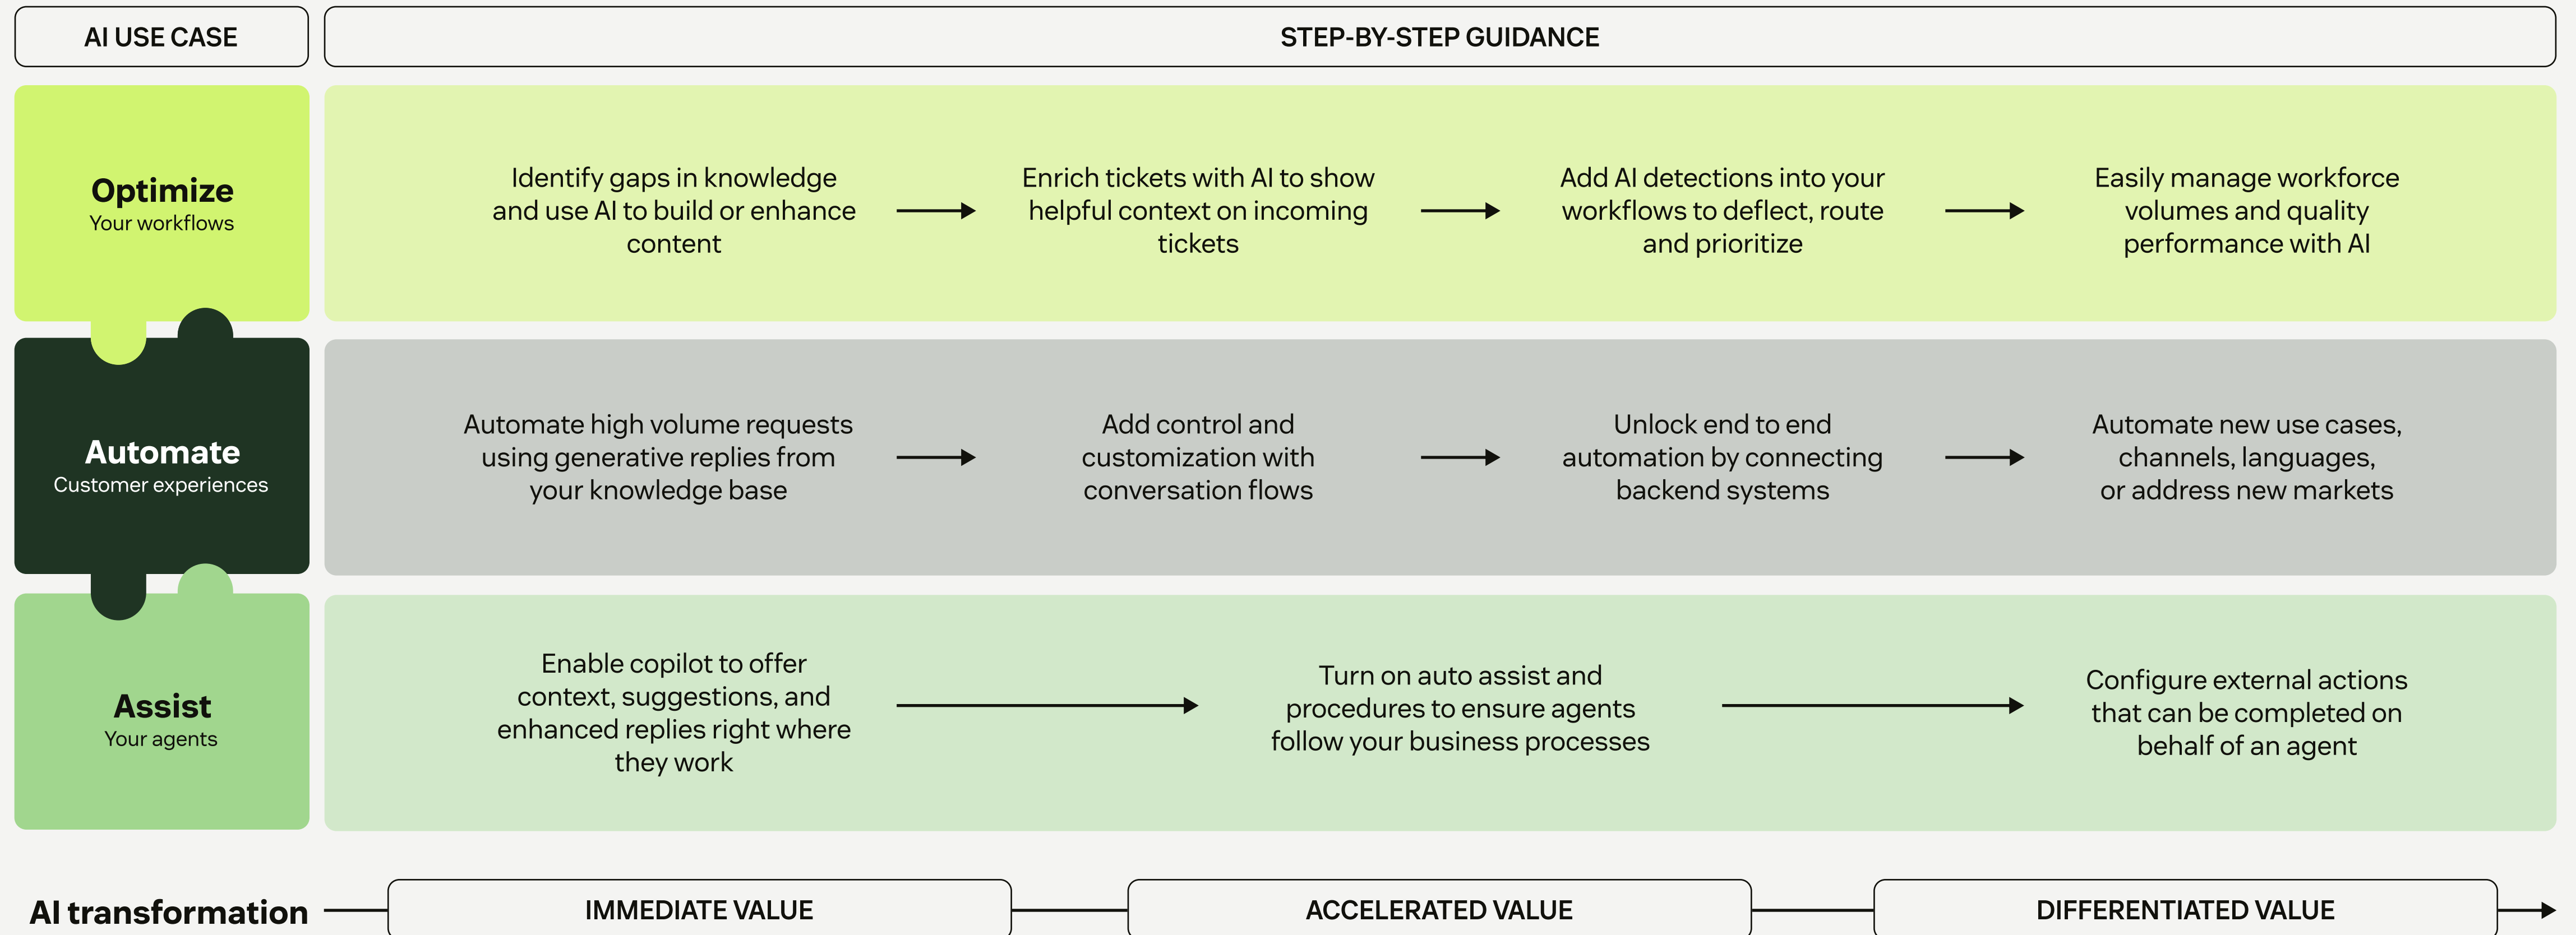 AI USE CASE
STEP-BY-STEP GUIDANCE
Optimize
Your workflows
Identify gaps in knowledge
and use AI to build or enhance
content
Enrich tickets with AI to show
helpful context on incoming
tickets
Add AI detections into your
workflows to deflect, route
and prioritize
Easily manage workforce
volumes and quality
performance with AI
Automate
Customer experiences
Automate high volume requests
using generative replies from
your knowledge base
Add control and
customization with
conversation flows
Unlock end to end
automation by connecting
backend systems
Automate new use cases,
channels, languages,
or address new markets
Assist
Your agents
Enable copilot to offer
context, suggestions, and
enhanced replies right where
they work
Turn on auto assist and
procedures to ensure agents
follow your business processes
Configure external actions
that can be completed on
behalf of an agent
AI transformation
IMMEDIATE VALUE
ACCELERATED VALUE
DIFFERENTIATED VALUE